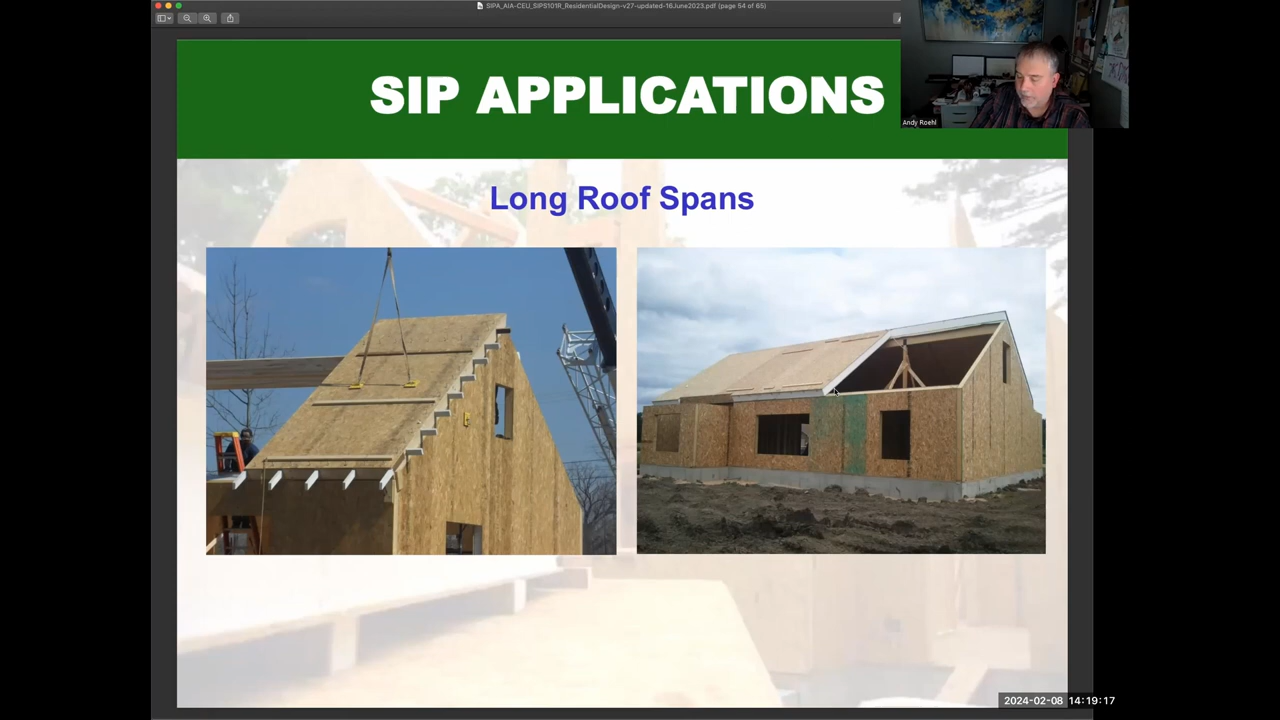 SIPA_AIA-CEU_SIPS101R_ResidentialDesign-v27-updated-16June2023.pdf (page 54 of 65)
SIP APPLICATIONS
Andy Roehl
Long Roof Spans
2024-02-08 14:19:17